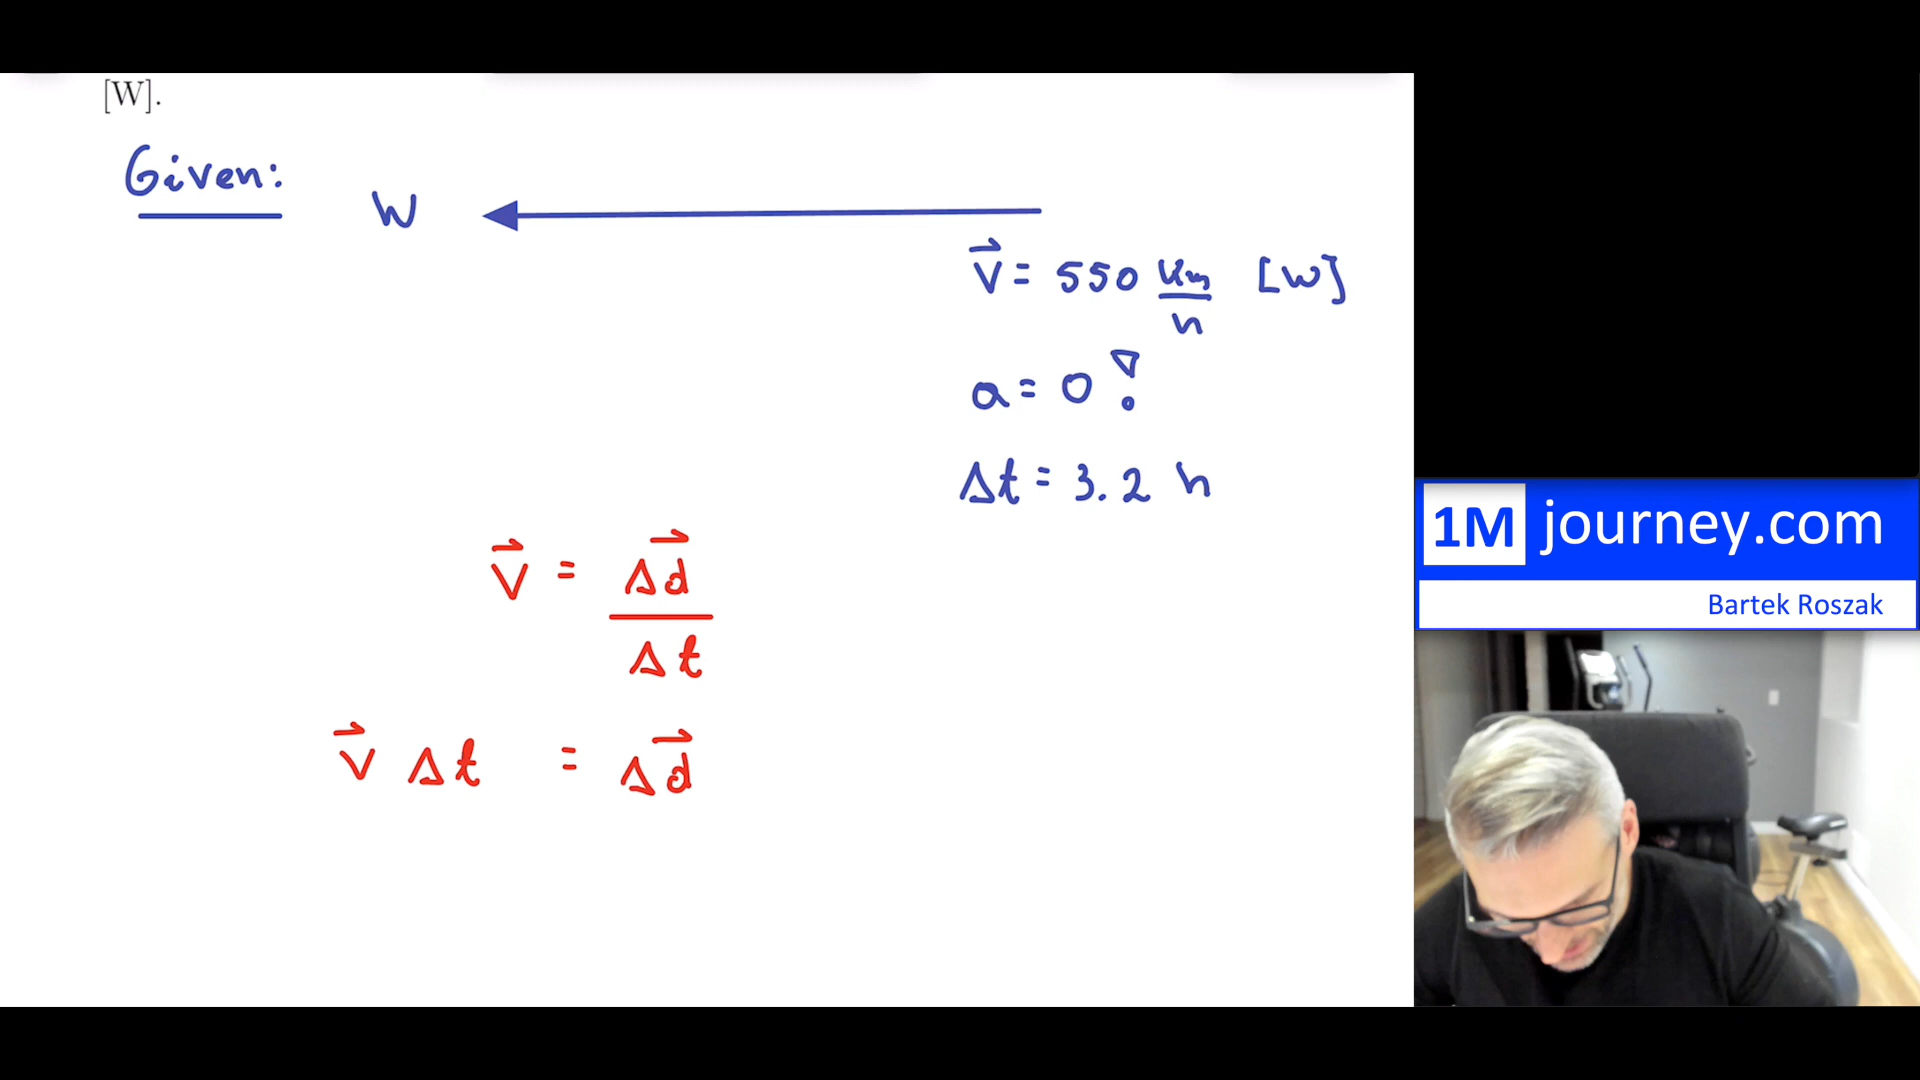 [W].
Given:
W
v⃗ = 550 km/h [W]
a = 0 !
Δt = 3.2 h
v⃗ = Δd⃗ / Δt
v⃗ Δt = Δd⃗
1M journey.com
Bartek Roszak